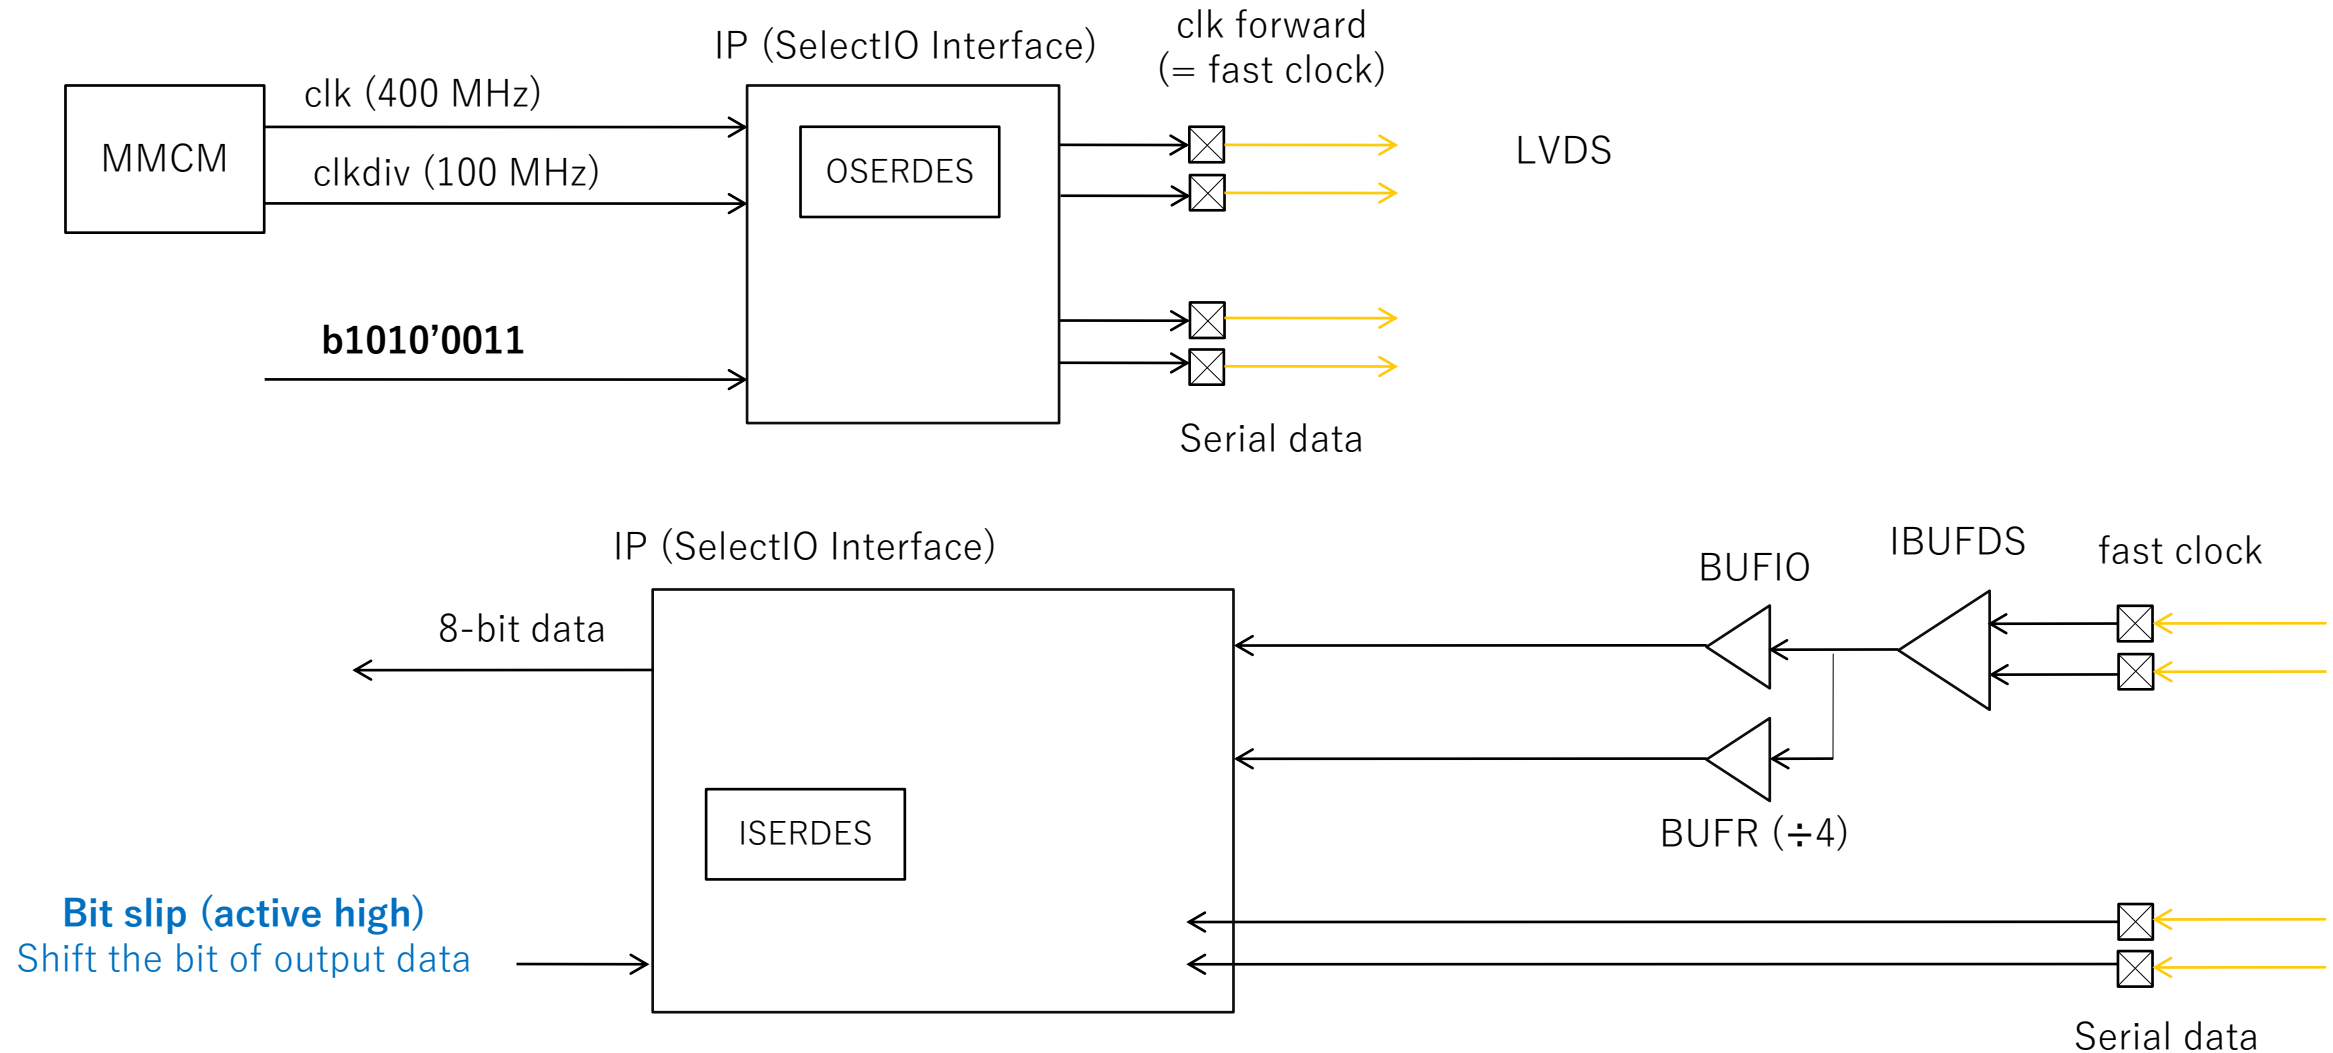 clk forward
(= fast clock)
IP (SelectIO Interface)
clk (400 MHz)
MMCM
clkdiv (100 MHz)
OSERDES
LVDS
b1010’0011
Serial data
IP (SelectIO Interface)
IBUFDS
fast clock
BUFIO
8-bit data
ISERDES
BUFR (÷4)
Bit slip (active high)
Shift the bit of output data
Serial data